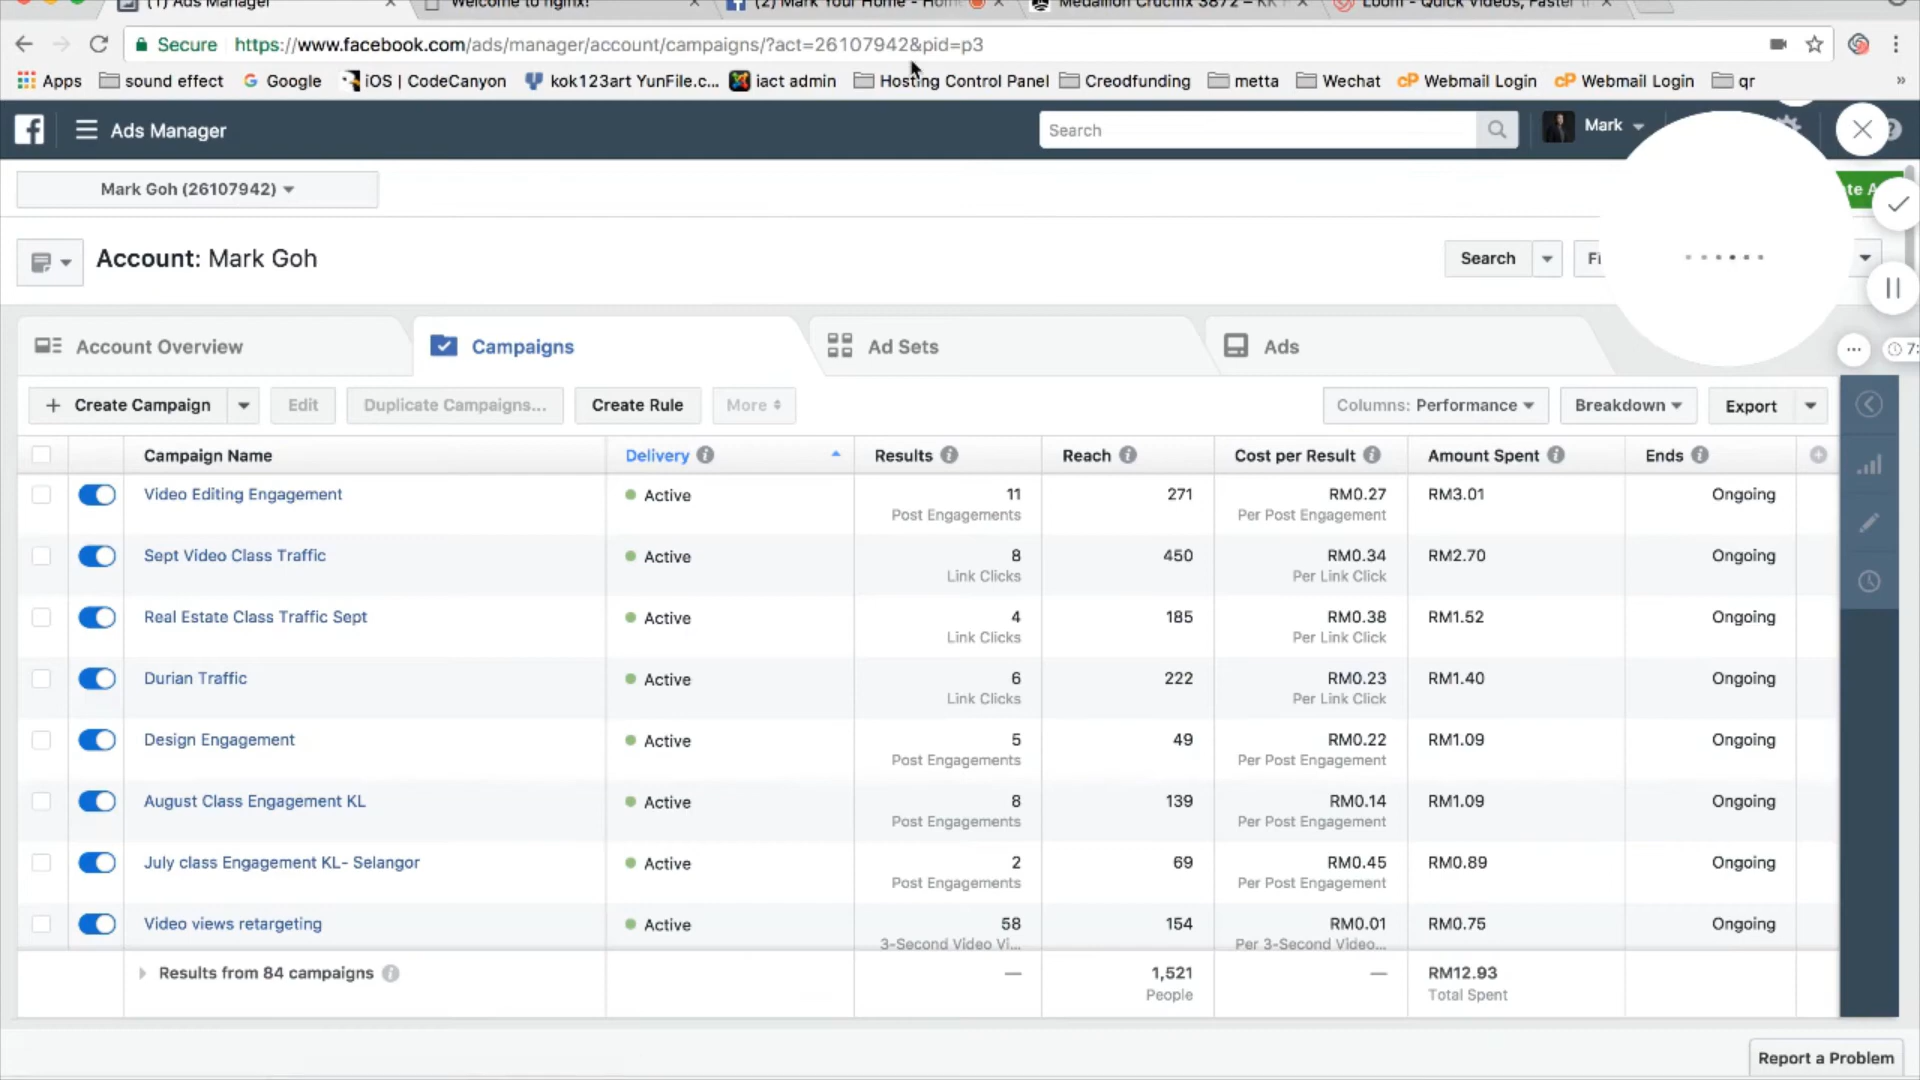 (1) Ads Manager
Welcome to nginx!
(2) Mark Your Home - Home
Medallion Crucifix 3872 – KK
Loom - Quick Videos, Faster
Secure https://www.facebook.com/ads/manager/account/campaigns/?act=26107942&pid=p3
Apps sound effect Google iOS | CodeCanyon kok123art YunFile.c... iact admin Hosting Control Panel Creodfunding metta Wechat Webmail Login Webmail Login qr »
Ads Manager Search Mark
Mark Goh (26107942)
Account: Mark Goh Search Fi
Account Overview Campaigns Ad Sets Ads
7:
+ Create Campaign Edit Duplicate Campaigns... Create Rule More Columns: Performance Breakdown Export
Campaign Name Delivery Results Reach Cost per Result Amount Spent Ends
Video Editing Engagement Active 11 271 RM0.27 RM3.01 Ongoing
Post Engagements Per Post Engagement
Sept Video Class Traffic Active 8 450 RM0.34 RM2.70 Ongoing
Link Clicks Per Link Click
Real Estate Class Traffic Sept Active 4 185 RM0.38 RM1.52 Ongoing
Link Clicks Per Link Click
Durian Traffic Active 6 222 RM0.23 RM1.40 Ongoing
Link Clicks Per Link Click
Design Engagement Active 5 49 RM0.22 RM1.09 Ongoing
Post Engagements Per Post Engagement
August Class Engagement KL Active 8 139 RM0.14 RM1.09 Ongoing
Post Engagements Per Post Engagement
July class Engagement KL- Selangor Active 2 69 RM0.45 RM0.89 Ongoing
Post Engagements Per Post Engagement
Video views retargeting Active 58 154 RM0.01 RM0.75 Ongoing
3-Second Video Vi... Per 3-Second Video...
Results from 84 campaigns — 1,521 — RM12.93
People Total Spent
Report a Problem